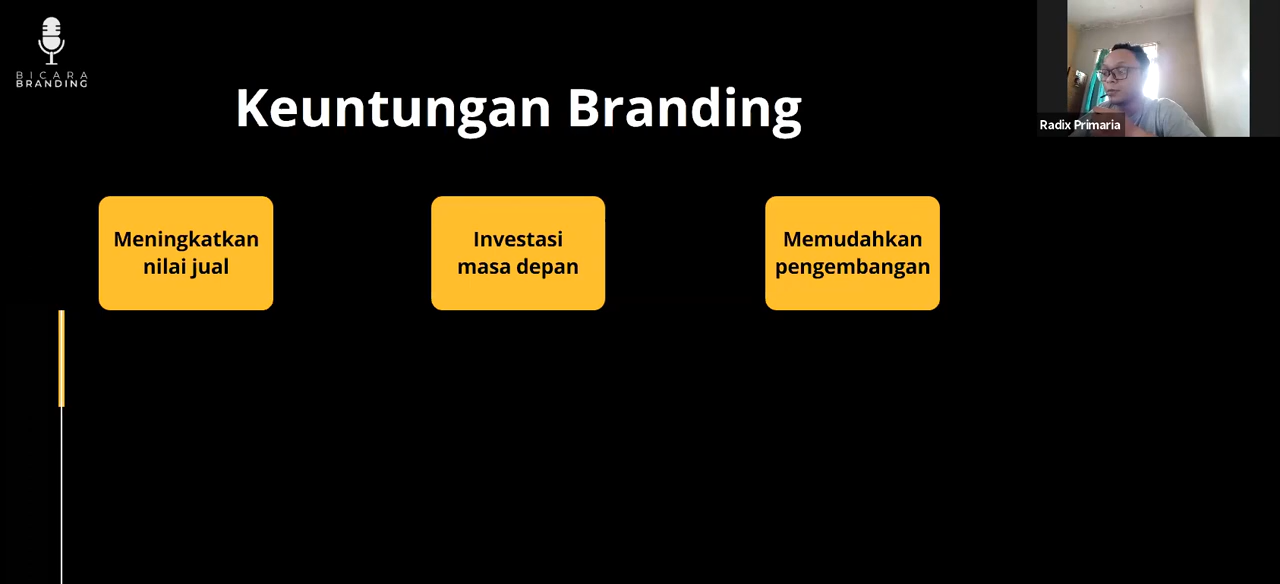 BICARA
BRANDING
Keuntungan Branding
Radix Primaria
Meningkatkan
nilai jual
Investasi
masa depan
Memudahkan
pengembangan